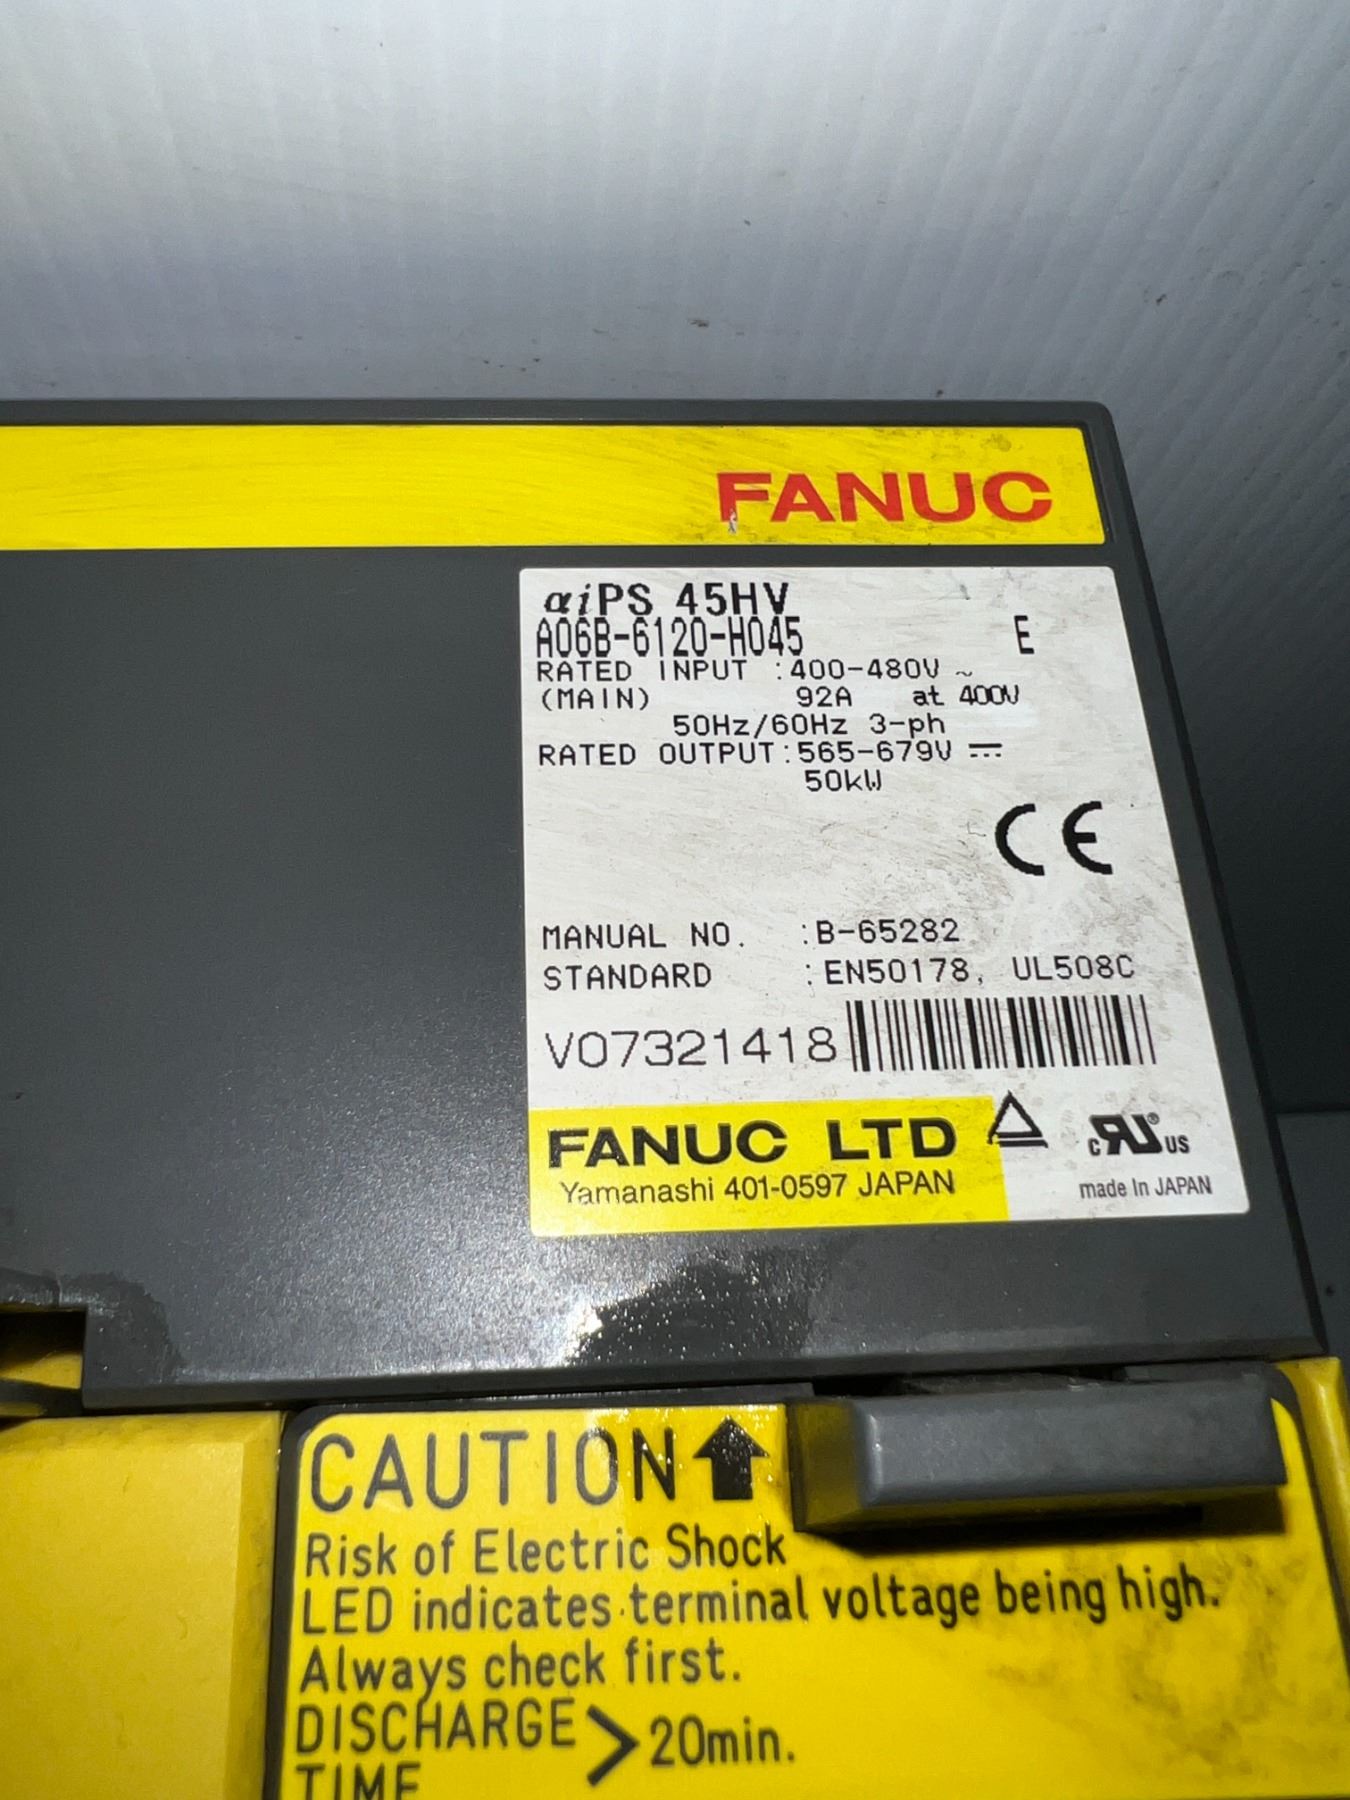 FANUC
αiPS 45HV
A06B-6120-H045 E
RATED INPUT :400-480V ~
(MAIN) 92A at 400V
50Hz/60Hz 3-ph
RATED OUTPUT:565-679V ⎓
50kW
CE
MANUAL NO. :B-65282
STANDARD :EN50178, UL508C
V07321418
FANUC LTD
Yamanashi 401-0597 JAPAN
c RU ® US
made In JAPAN
CAUTION
Risk of Electric Shock
LED indicates terminal voltage being high.
Always check first.
DISCHARGE > 20min.
TIME